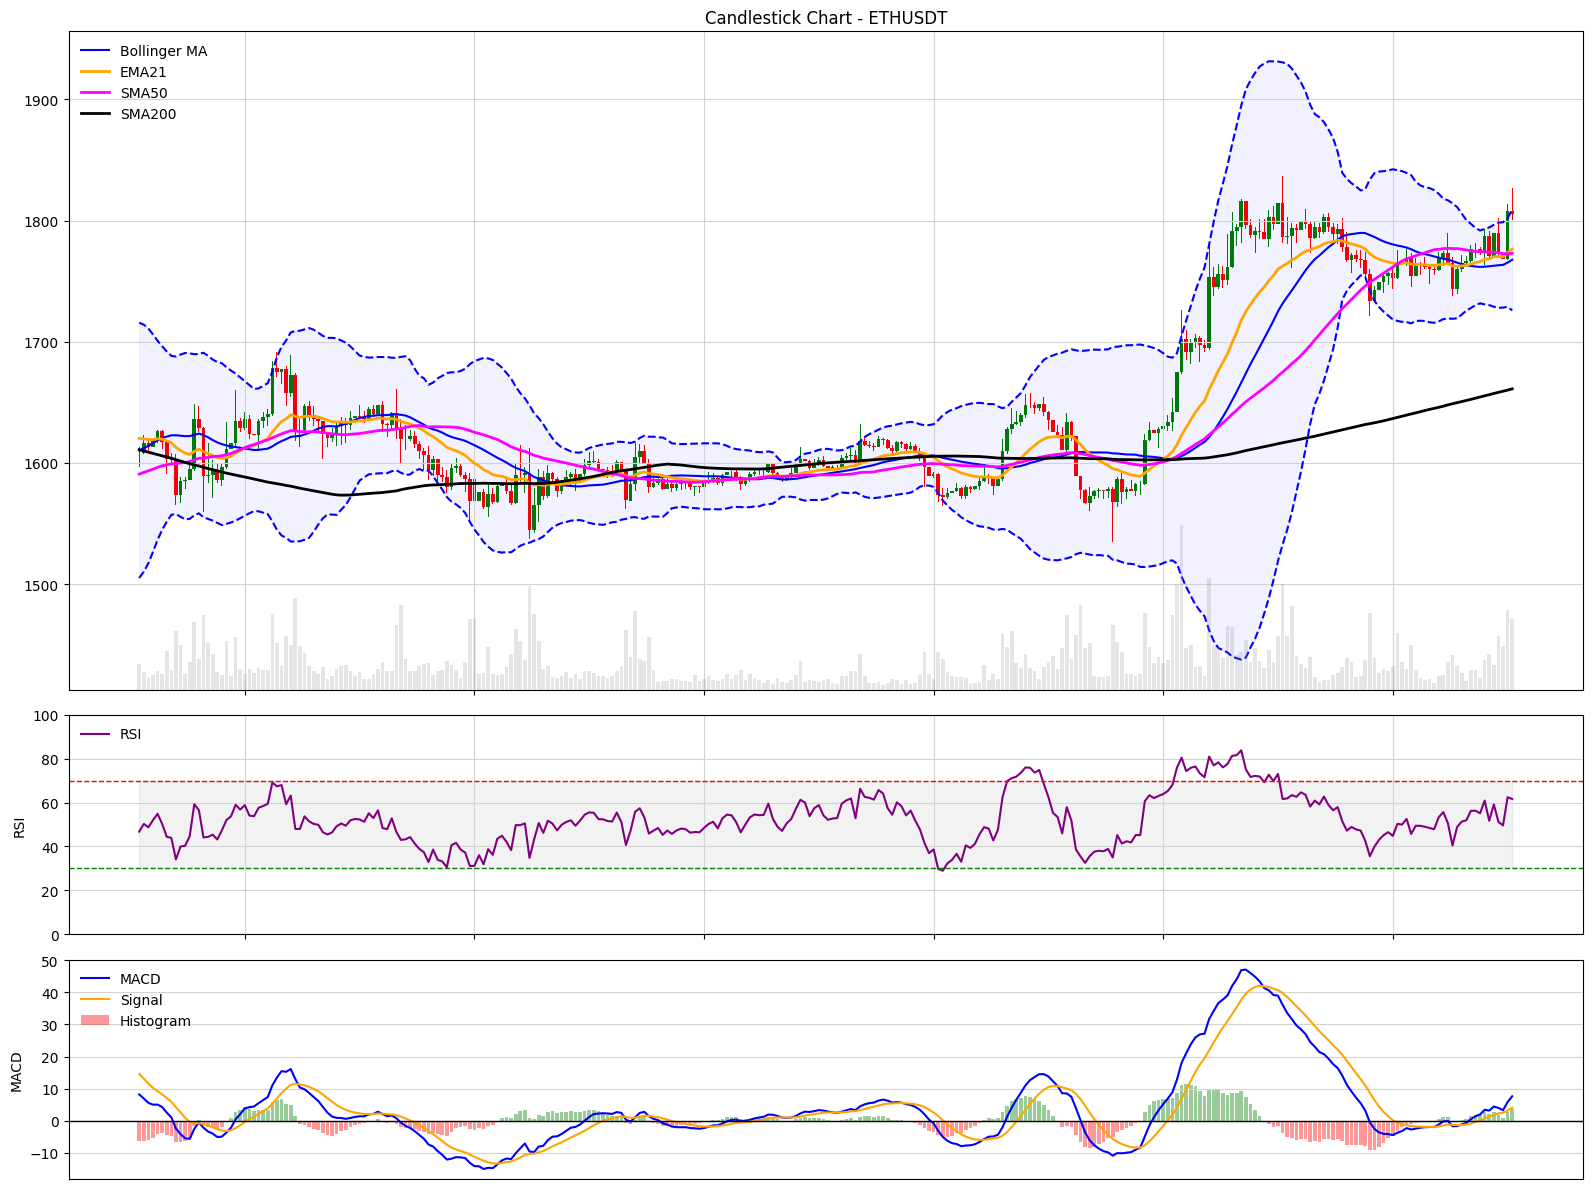 Candlestick Chart - ETHUSDT
Bollinger MA
EMA21
SMA50
SMA200
1900
1800
1700
1600
1500
RSI
100
80
60
40
20
0
RSI
MACD
Signal
Histogram
50
40
30
20
10
0
−10
MACD